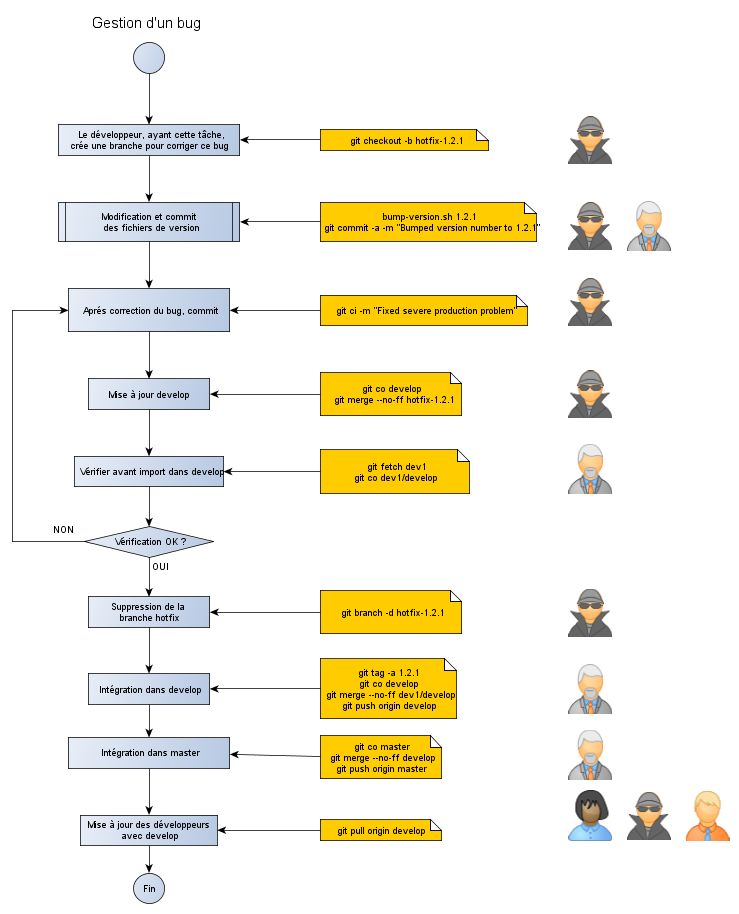 Gestion d'un bug
Le développeur, ayant cette tâche,
crée une branche pour corriger ce bug
git checkout -b hotfix-1.2.1
Modification et commit
des fichiers de version
bump-version.sh 1.2.1
git commit -a -m "Bumped version number to 1.2.1"
Aprés correction du bug, commit
git ci -m "Fixed severe production problem"
Mise à jour develop
git co develop
git merge --no-ff hotfix-1.2.1
Vérifier avant import dans develop
git fetch dev1
git co dev1/develop
NON
Vérification OK ?
OUI
Suppression de la
branche hotfix
git branch -d hotfix-1.2.1
Intégration dans develop
git tag -a 1.2.1
git co develop
git merge --no-ff dev1/develop
git push origin develop
Intégration dans master
git co master
git merge --no-ff develop
git push origin master
Mise à jour des développeurs
avec develop
git pull origin develop
Fin